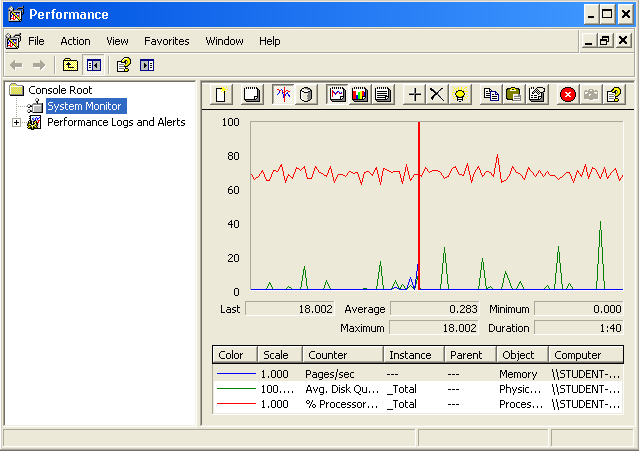 Performance
File Action View Favorites Window Help
Console Root
System Monitor
Performance Logs and Alerts
100
80
60
40
20
0
Last 18.002 Average 0.283 Minimum 0.000
Maximum 18.002 Duration 1:40
Color Scale Counter Instance Parent Object Computer
1.000 Pages/sec --- --- Memory \\STUDENT-...
100.... Avg. Disk Qu... _Total --- Physic... \\STUDENT-...
1.000 % Processor... _Total --- Proces... \\STUDENT-...